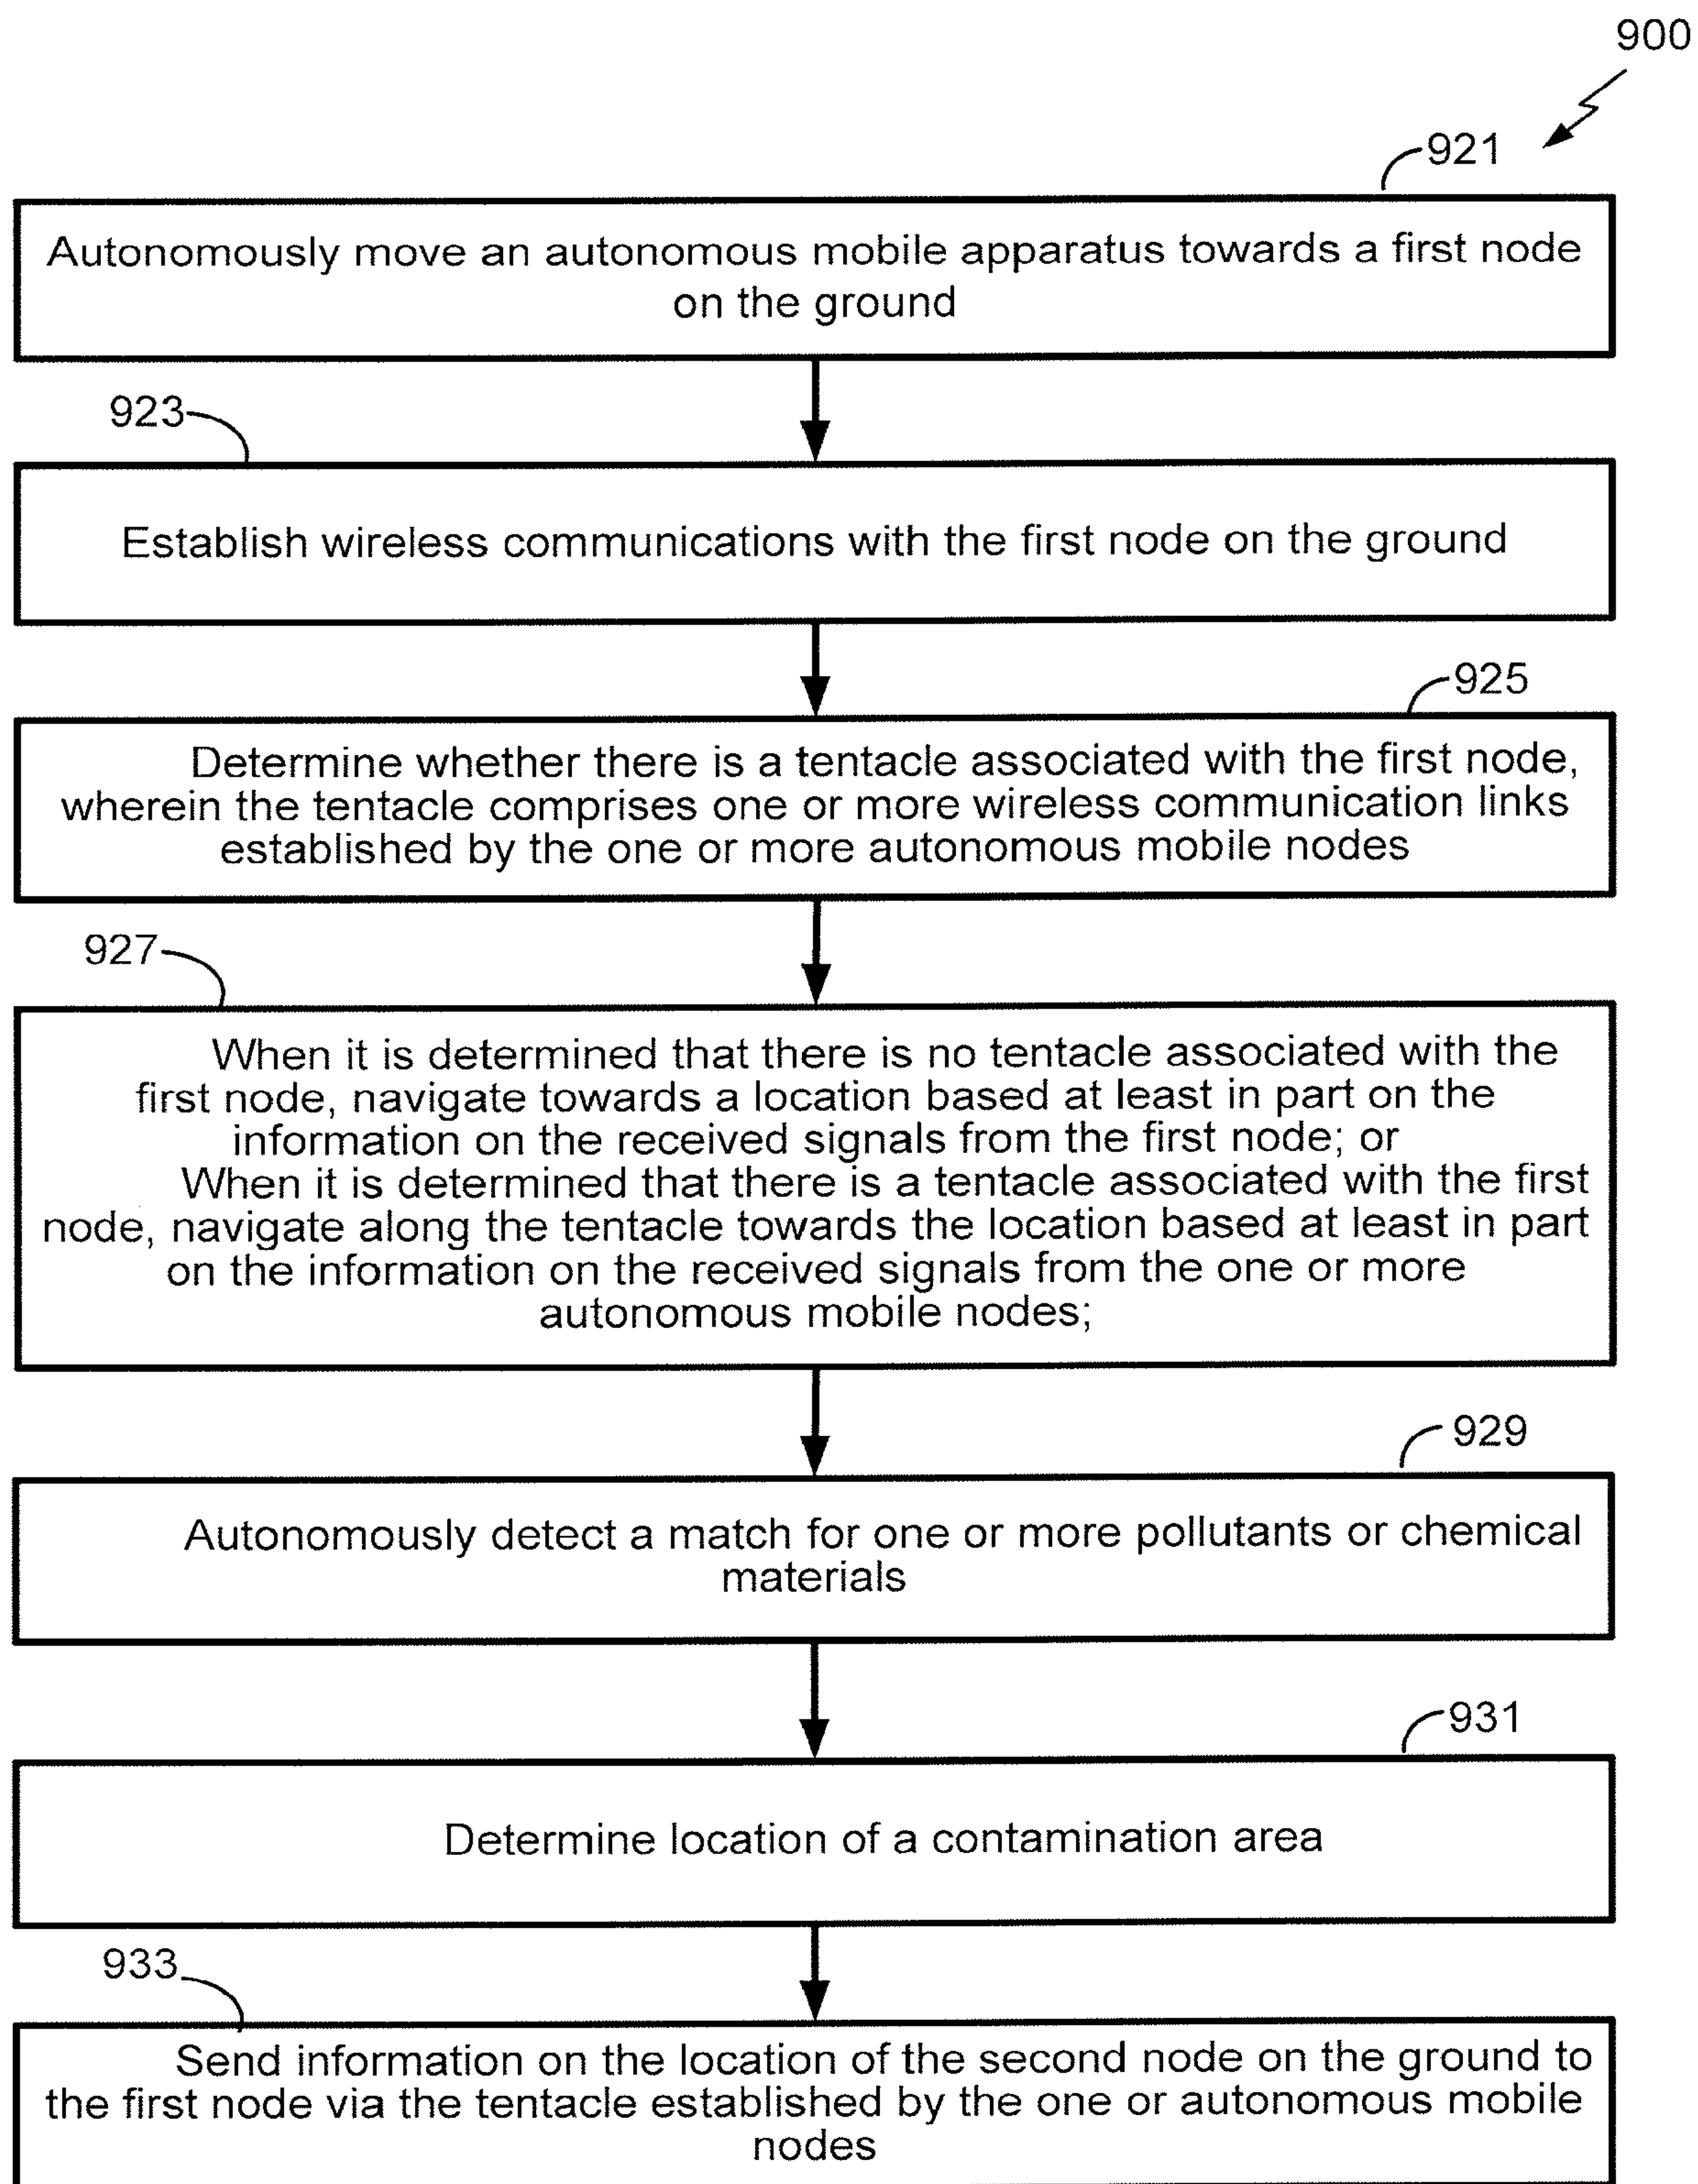 900
921
Autonomously move an autonomous mobile apparatus towards a first node
on the ground
923
Establish wireless communications with the first node on the ground
925
Determine whether there is a tentacle associated with the first node,
wherein the tentacle comprises one or more wireless communication links
established by the one or more autonomous mobile nodes
927
When it is determined that there is no tentacle associated with the
first node, navigate towards a location based at least in part on the
information on the received signals from the first node; or
When it is determined that there is a tentacle associated with the first
node, navigate along the tentacle towards the location based at least in part
on the information on the received signals from the one or more
autonomous mobile nodes;
929
Autonomously detect a match for one or more pollutants or chemical
materials
931
Determine location of a contamination area
933
Send information on the location of the second node on the ground to
the first node via the tentacle established by the one or autonomous mobile
nodes